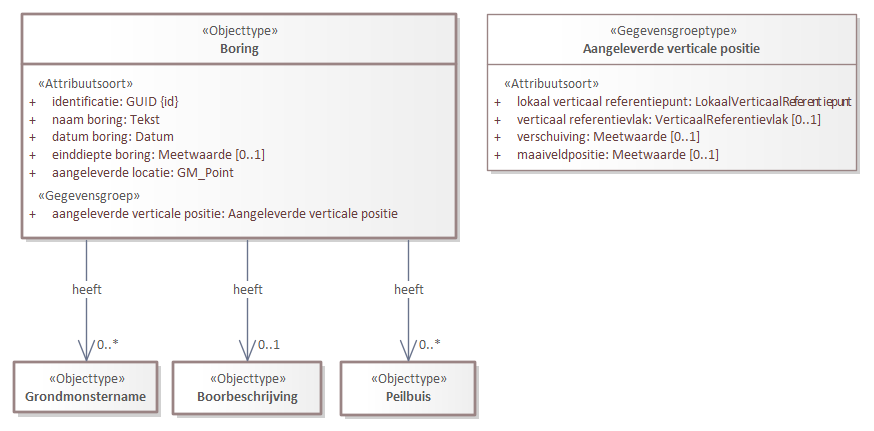 «Objecttype»
Boring
«Attribuutsoort»
+ identificatie: GUID {id}
+ naam boring: Tekst
+ datum boring: Datum
+ einddiepte boring: Meetwaarde [0..1]
+ aangeleverde locatie: GM_Point
«Gegevensgroep»
+ aangeleverde verticale positie: Aangeleverde verticale positie
«Gegevensgroeptype»
Aangeleverde verticale positie
«Attribuutsoort»
+ lokaal verticaal referentiepunt: LokaalVerticaalReferentiepunt
+ verticaal referentievlak: VerticaalReferentievlak [0..1]
+ verschuiving: Meetwaarde [0..1]
+ maaiveldpositie: Meetwaarde [0..1]
heeft
heeft
heeft
0..*
0..1
0..*
«Objecttype»
Grondmonstername
«Objecttype»
Boorbeschrijving
«Objecttype»
Peilbuis